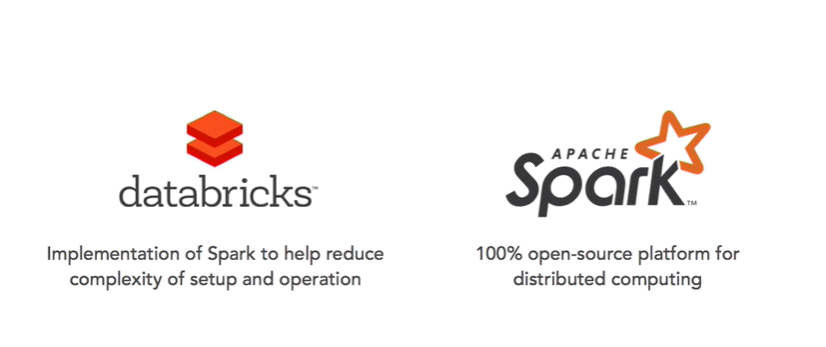 databricks™
Implementation of Spark to help reduce
complexity of setup and operation
APACHE
Spark™
100% open-source platform for
distributed computing